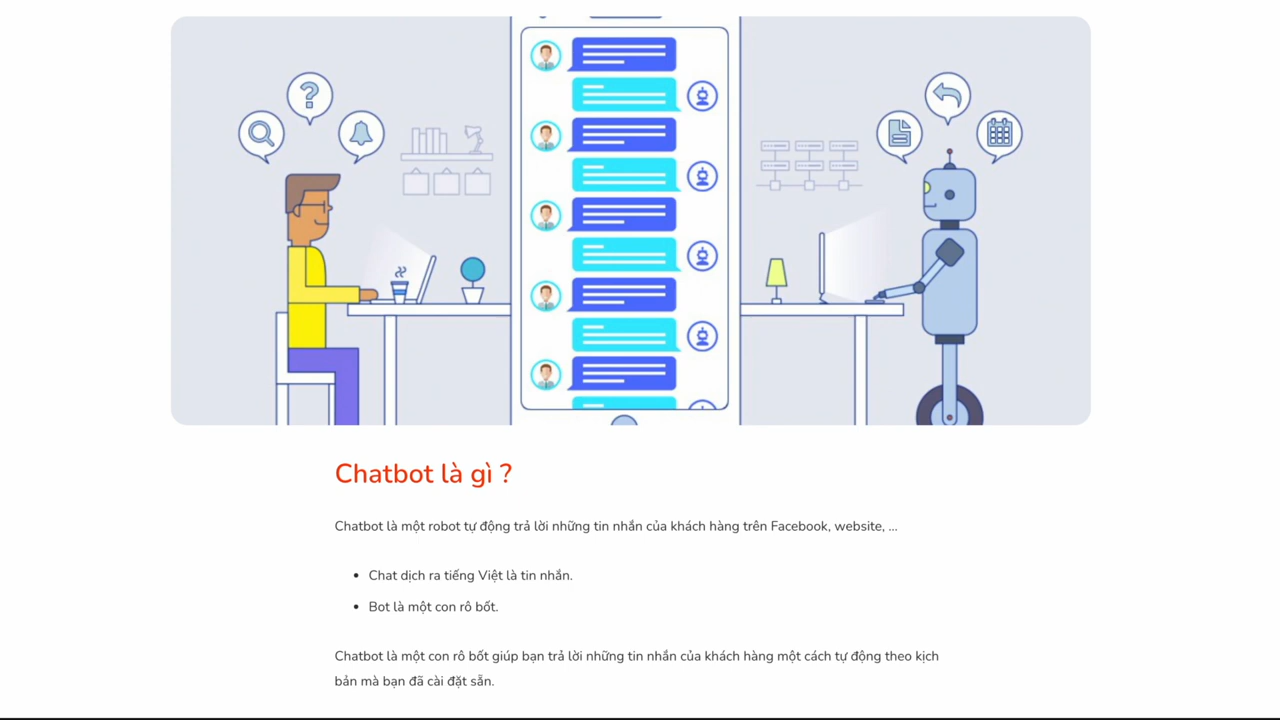 Chatbot là gì ?
Chatbot là một robot tự động trả lời những tin nhắn của khách hàng trên Facebook, website, ...
• Chat dịch ra tiếng Việt là tin nhắn.
• Bot là một con rô bốt.
Chatbot là một con rô bốt giúp bạn trả lời những tin nhắn của khách hàng một cách tự động theo kịch
bản mà bạn đã cài đặt sẵn.